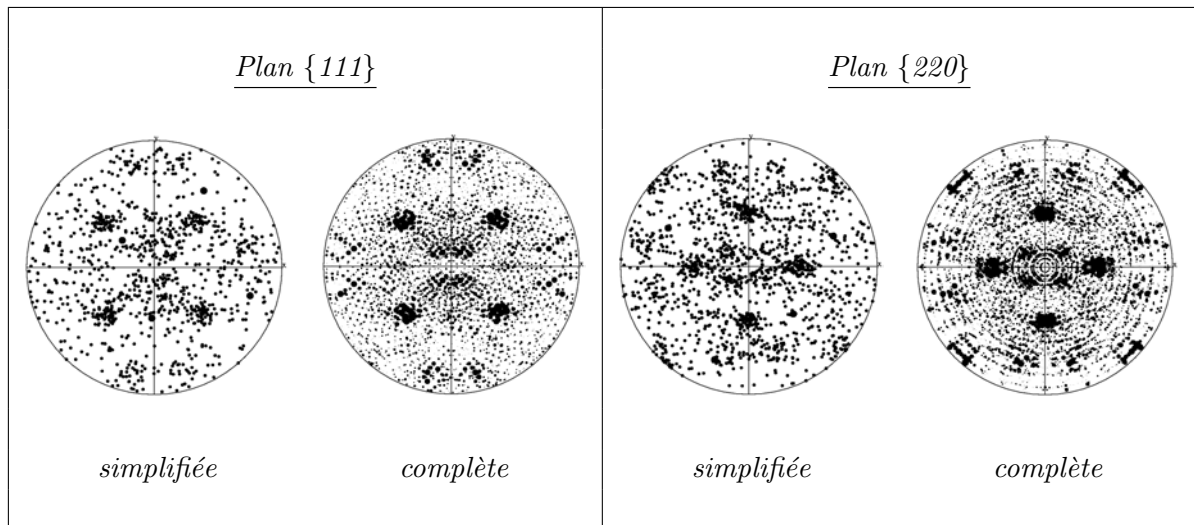 Plan {111}
Plan {220}
y
x
y
x
y
x
y
x
simplifiée
complète
simplifiée
complète